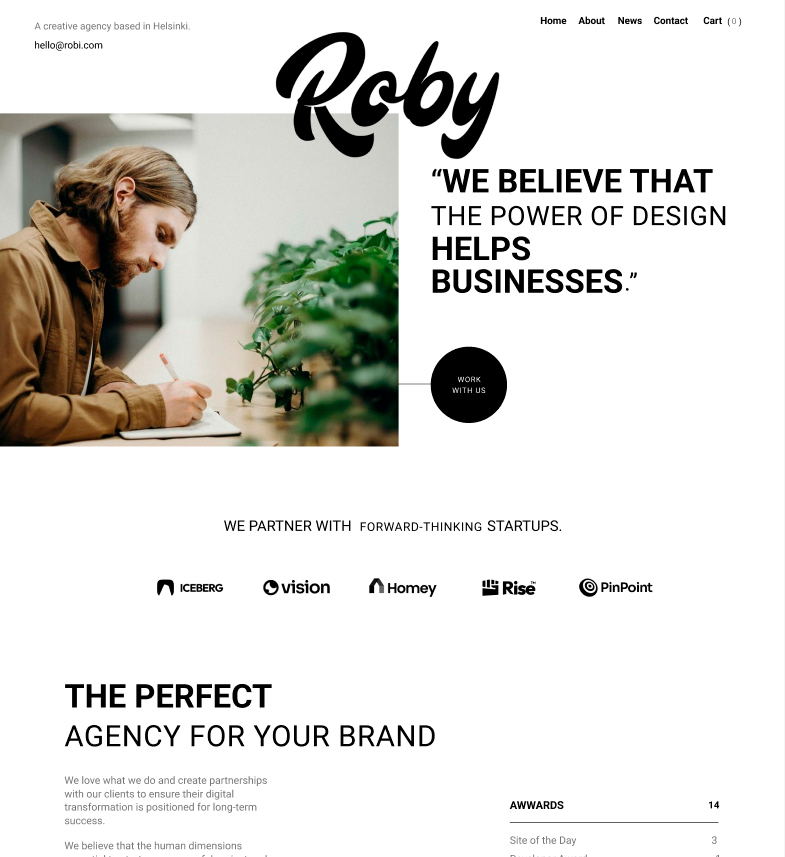 A creative agency based in Helsinki.
hello@robi.com
Home About News Contact Cart (0)
Roby
“WE BELIEVE THAT
THE POWER OF DESIGN
HELPS
BUSINESSES.”
WORK
WITH US
WE PARTNER WITH FORWARD-THINKING STARTUPS.
ICEBERG vision Homey Rise™ PinPoint
THE PERFECT
AGENCY FOR YOUR BRAND
We love what we do and create partnerships
with our clients to ensure their digital
transformation is positioned for long-term
success.
We believe that the human dimensions
AWWARDS 14
Site of the Day 3